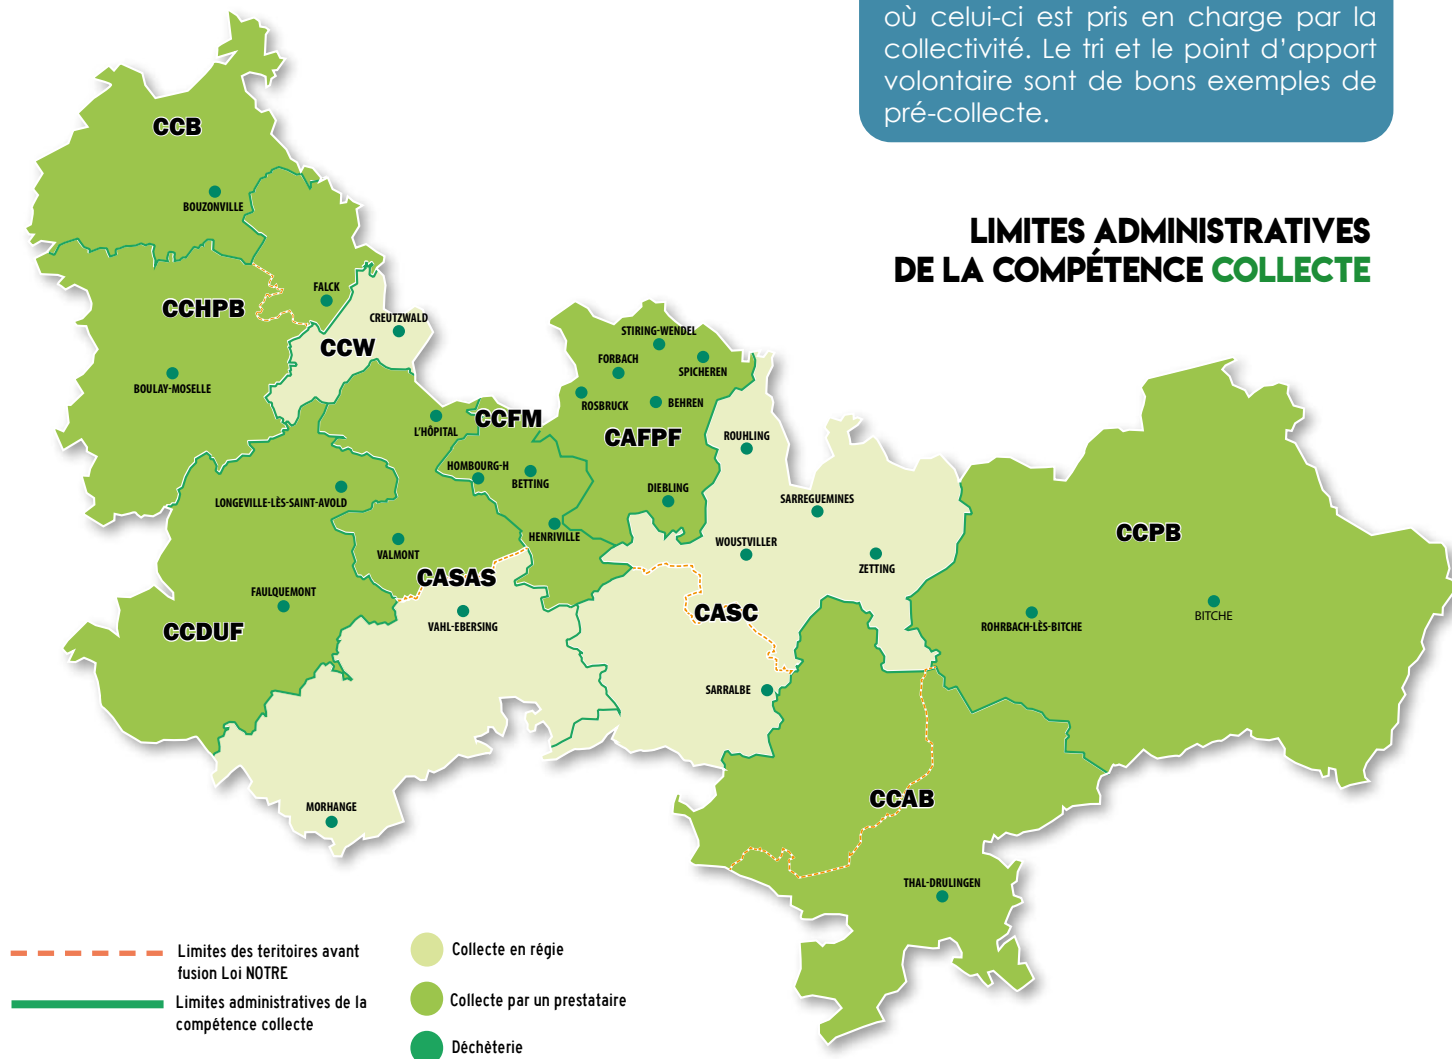 où celui-ci est pris en charge par la
collectivité. Le tri et le point d’apport
volontaire sont de bons exemples de
pré-collecte.
LIMITES ADMINISTRATIVES
DE LA COMPÉTENCE COLLECTE
CCB
BOUZONVILLE
FALCK
CCHPB
CREUTZWALD
CCW
BOULAY-MOSELLE
STIRING-WENDEL
FORBACH
SPICHEREN
ROSBRUCK
BEHREN
CCFM
L'HÔPITAL
CAFPF
ROUHLING
HOMBOURG-H
BETTING
DIEBLING
LONGEVILLE-LÈS-SAINT-AVOLD
SARREGUEMINES
HENRIVILLE
WOUSTVILLER
CCPB
VALMONT
ZETTING
CASAS
FAULQUEMONT
CASC
BITCHE
CCDUF
VAHL-EBERSING
ROHRBACH-LÈS-BITCHE
SARRALBE
CCAB
MORHANGE
THAL-DRULINGEN
Limites des teritoires avant
fusion Loi NOTRE
Limites administratives de la
compétence collecte
Collecte en régie
Collecte par un prestataire
Déchèterie